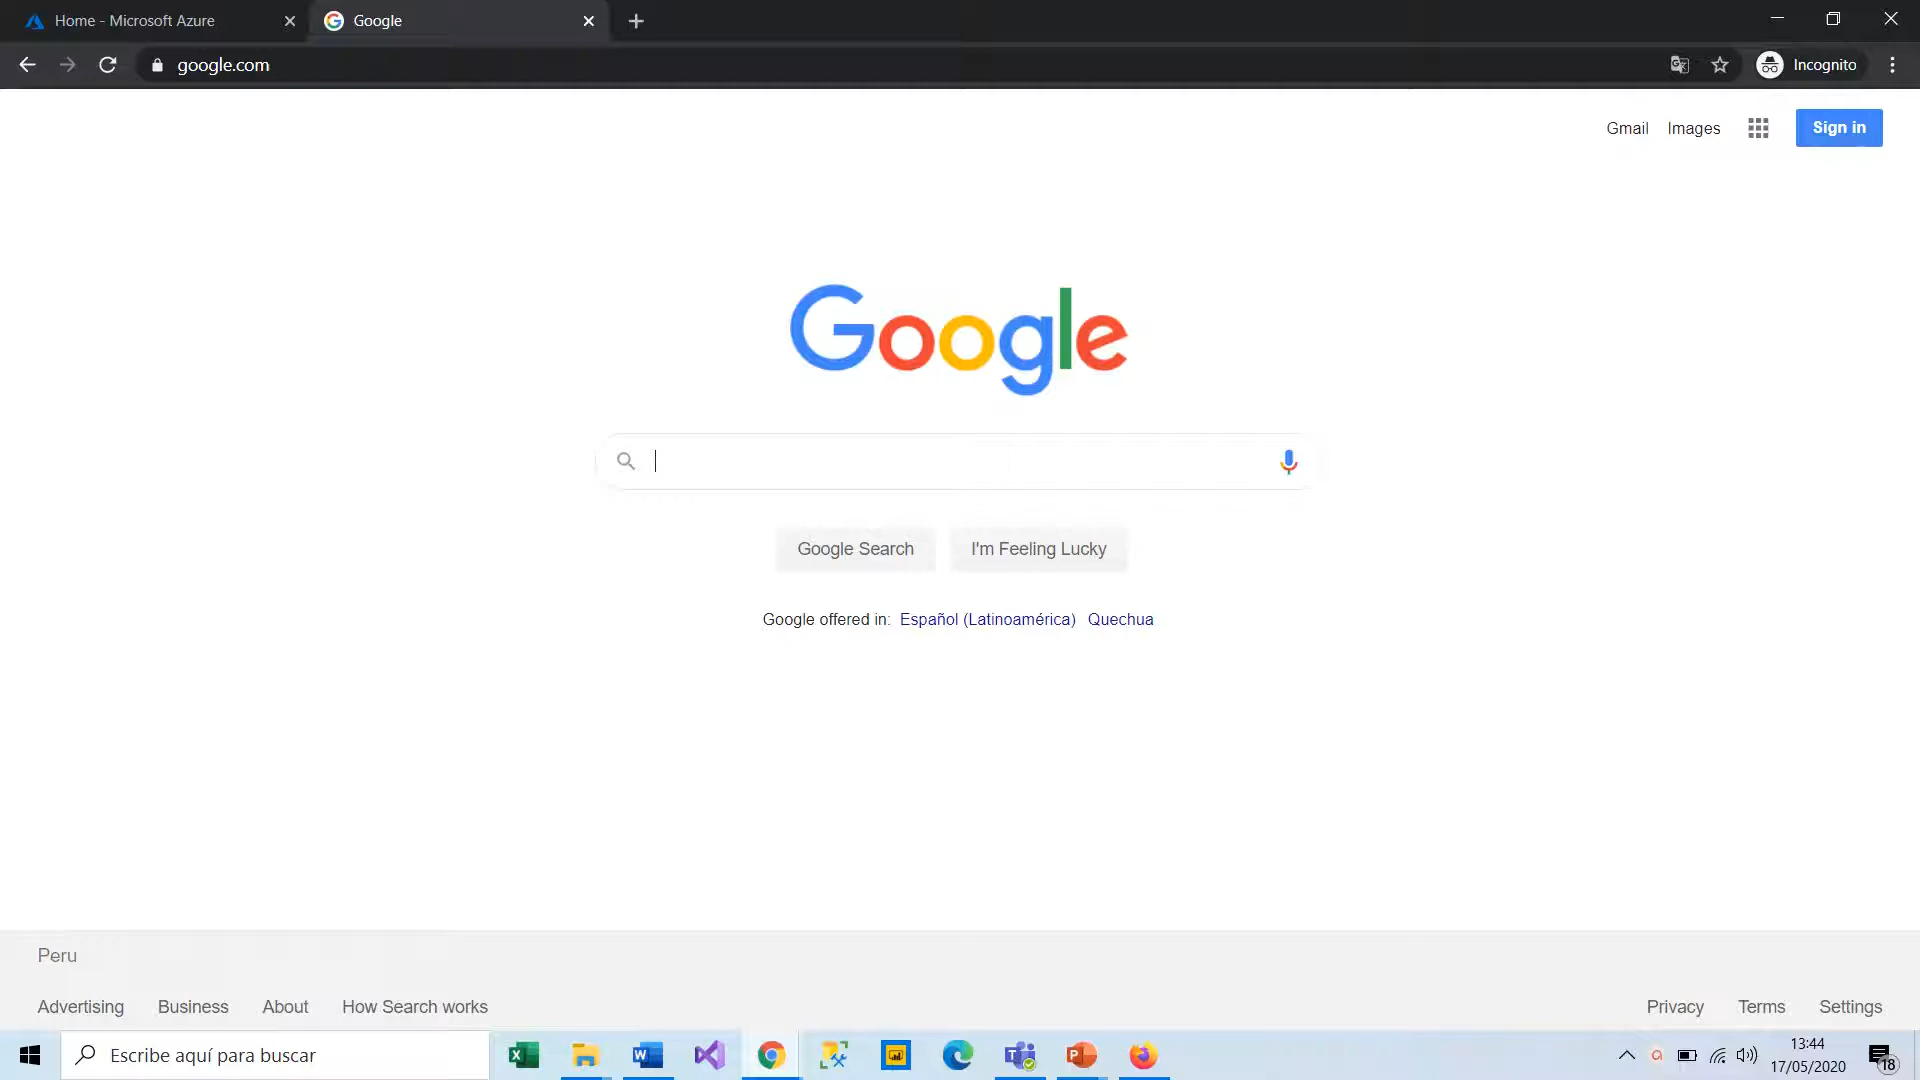 Home - Microsoft Azure
Google
google.com
Incognito
Gmail Images Sign in
Google
Google Search I'm Feeling Lucky
Google offered in: Español (Latinoamérica) Quechua
Peru
Advertising Business About How Search works Privacy Terms Settings
Escribe aquí para buscar
13:44
17/05/2020
18